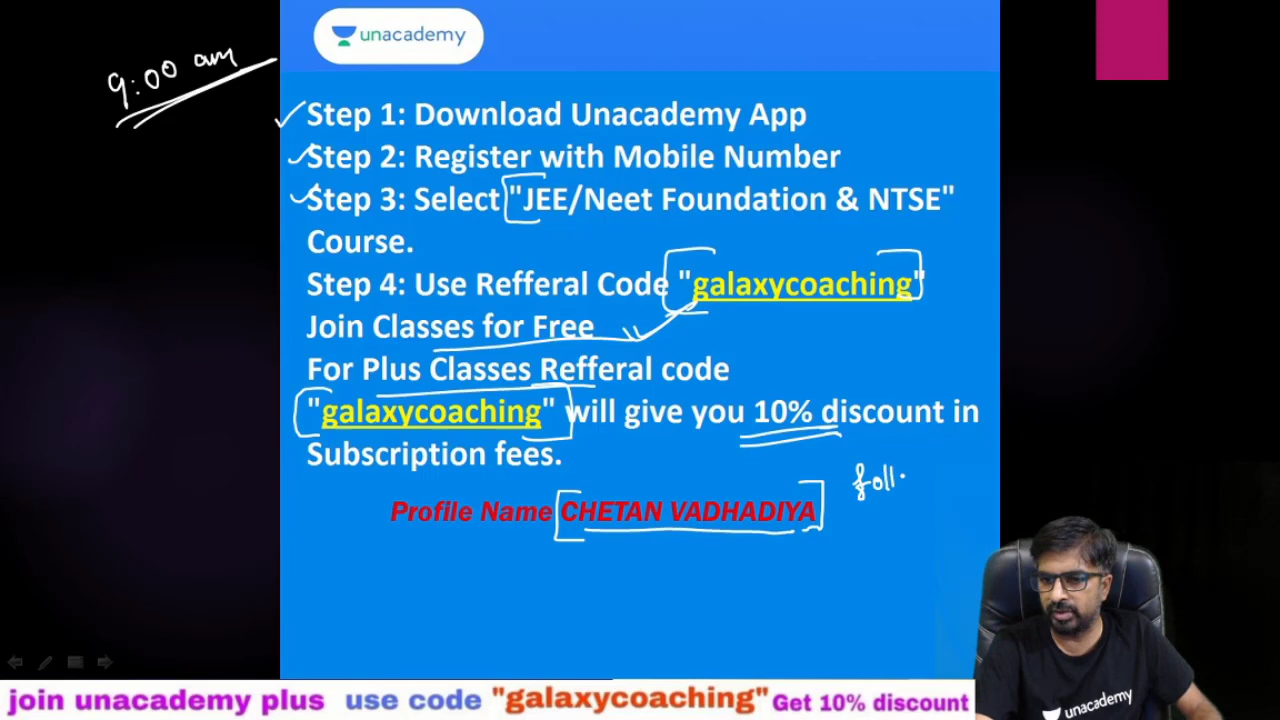 unacademy
9:00 am
Step 1: Download Unacademy App
Step 2: Register with Mobile Number
Step 3: Select "JEE/Neet Foundation & NTSE"
Course.
Step 4: Use Refferal Code "galaxycoaching"
Join Classes for Free
For Plus Classes Refferal code
"galaxycoaching" will give you 10% discount in
Subscription fees.
foll
Profile Name CHETAN VADHADIYA
unacademy
join unacademy plus use code "galaxycoaching" Get 10% discount